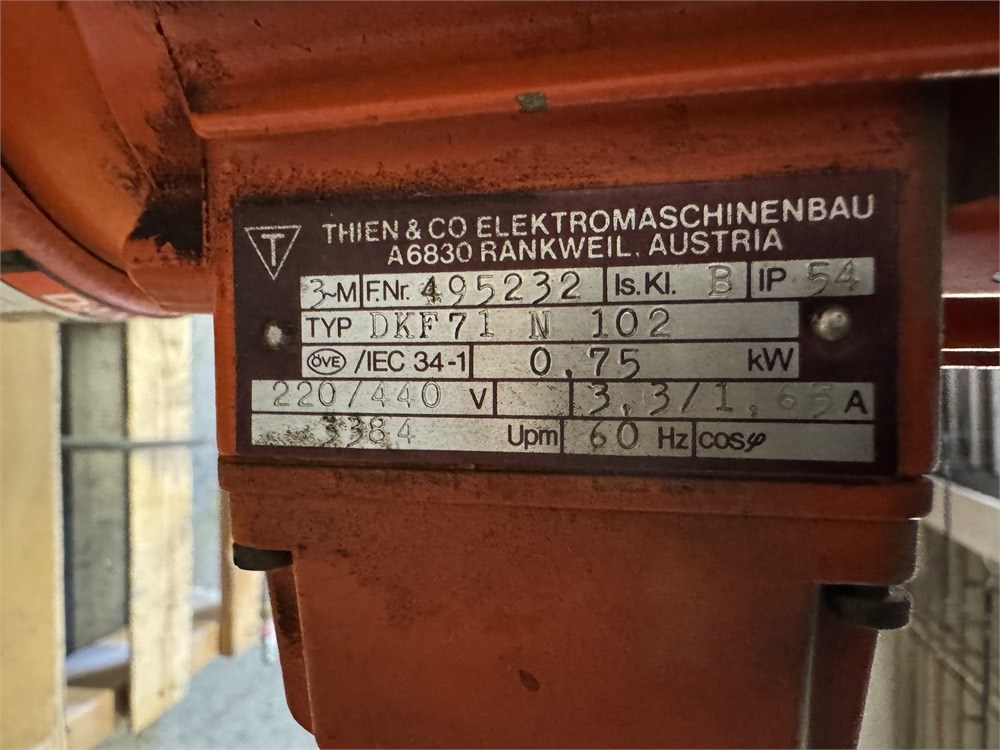 T
THIEN & CO ELEKTROMASCHINENBAU
A6830 RANKWEIL, AUSTRIA
3~M F.Nr. 495232 Is.Kl. B IP 54
TYP DKF71 N 102
ÖVE /IEC 34-1 0,75 kW
220/440 V 3,3/1,65 A
3384 Upm 60 Hz cosφ